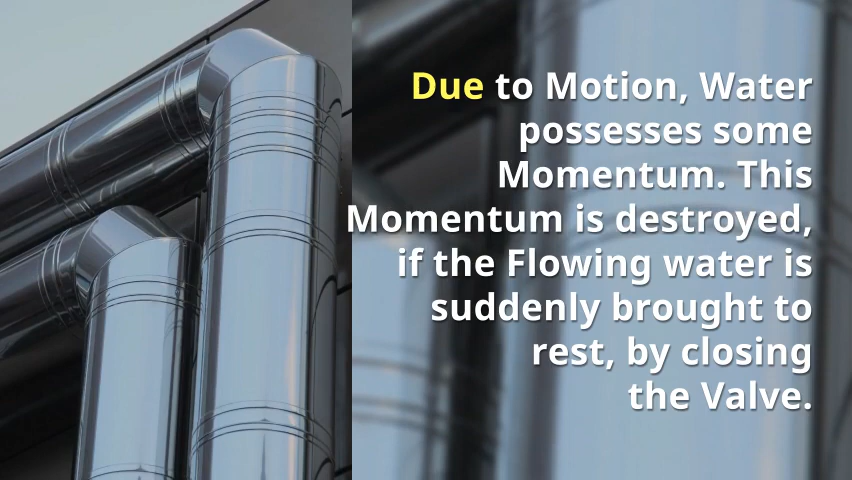 Due to Motion, Water
possesses some
Momentum. This
Momentum is destroyed,
if the Flowing water is
suddenly brought to
rest, by closing
the Valve.